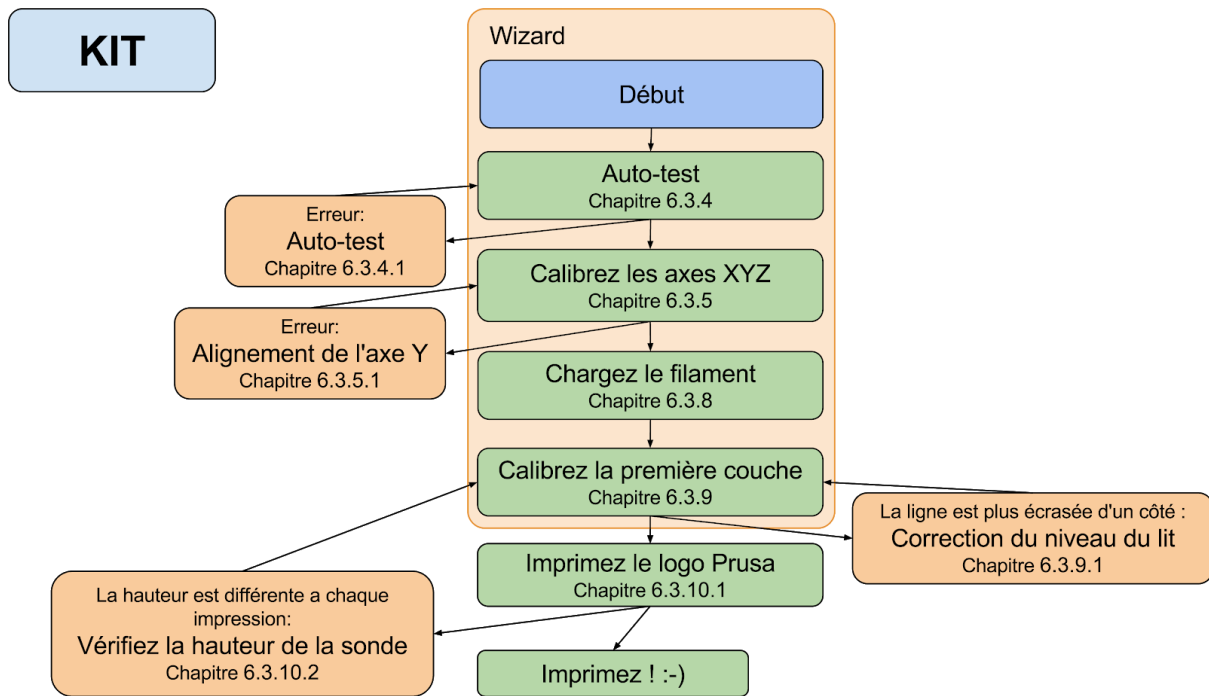 KIT
Wizard
Début
Auto-test
Chapitre 6.3.4
Erreur:
Auto-test
Chapitre 6.3.4.1
Calibrez les axes XYZ
Chapitre 6.3.5
Erreur:
Alignement de l'axe Y
Chapitre 6.3.5.1
Chargez le filament
Chapitre 6.3.8
Calibrez la première couche
Chapitre 6.3.9
La ligne est plus écrasée d'un côté :
Correction du niveau du lit
Chapitre 6.3.9.1
Imprimez le logo Prusa
Chapitre 6.3.10.1
La hauteur est différente a chaque
impression:
Vérifiez la hauteur de la sonde
Chapitre 6.3.10.2
Imprimez ! :-)